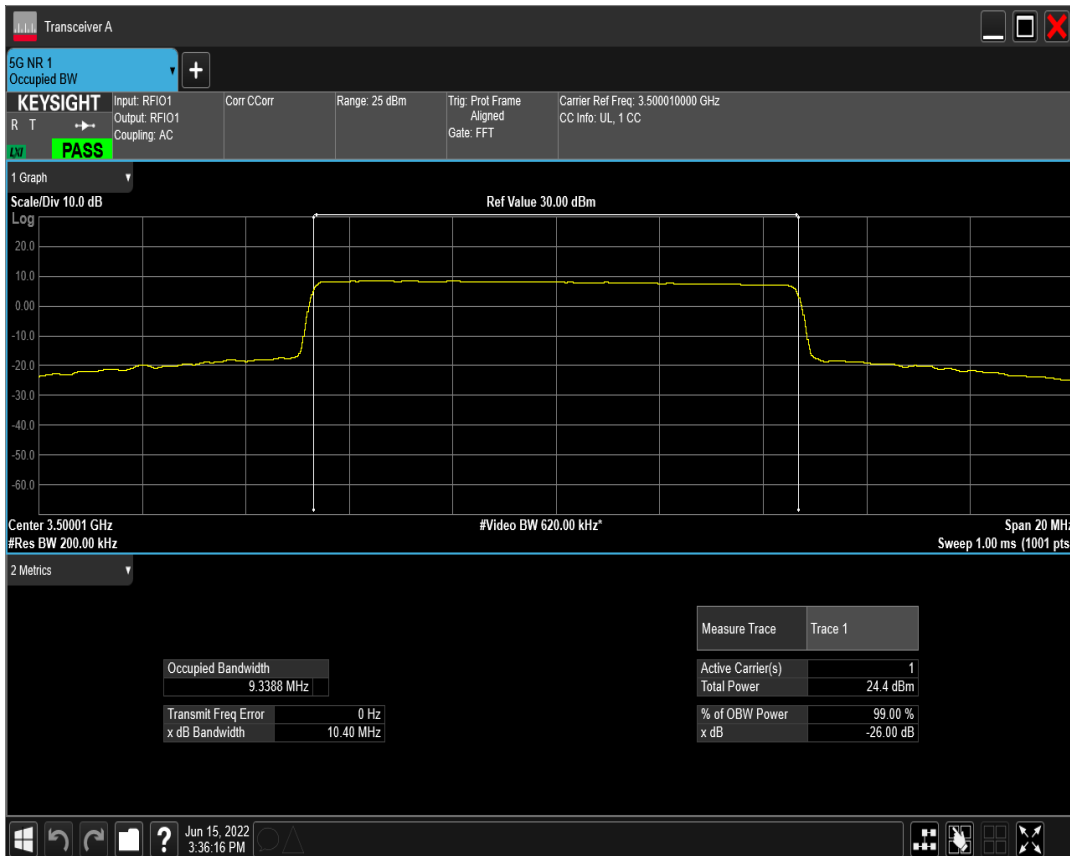 Transceiver A
5G NR 1
Occupied BW
+
KEYSIGHT
R T
LXI
PASS
Input: RFIO1
Output: RFIO1
Coupling: AC
Corr CCorr
Range: 25 dBm
Trig: Prot Frame
Aligned
Gate: FFT
Carrier Ref Freq: 3.500010000 GHz
CC Info: UL, 1 CC
1 Graph
Scale/Div 10.0 dB
Ref Value 30.00 dBm
Log
20.0
10.0
0.00
-10.0
-20.0
-30.0
-40.0
-50.0
-60.0
Center 3.50001 GHz
#Video BW 620.00 kHz*
Span 20 MHz
#Res BW 200.00 kHz
Sweep 1.00 ms (1001 pts
2 Metrics
Measure Trace Trace 1
Occupied Bandwidth
9.3388 MHz
Active Carrier(s) 1
Total Power 24.4 dBm
Transmit Freq Error 0 Hz
x dB Bandwidth 10.40 MHz
% of OBW Power 99.00 %
x dB -26.00 dB
?
Jun 15, 2022
3:36:16 PM